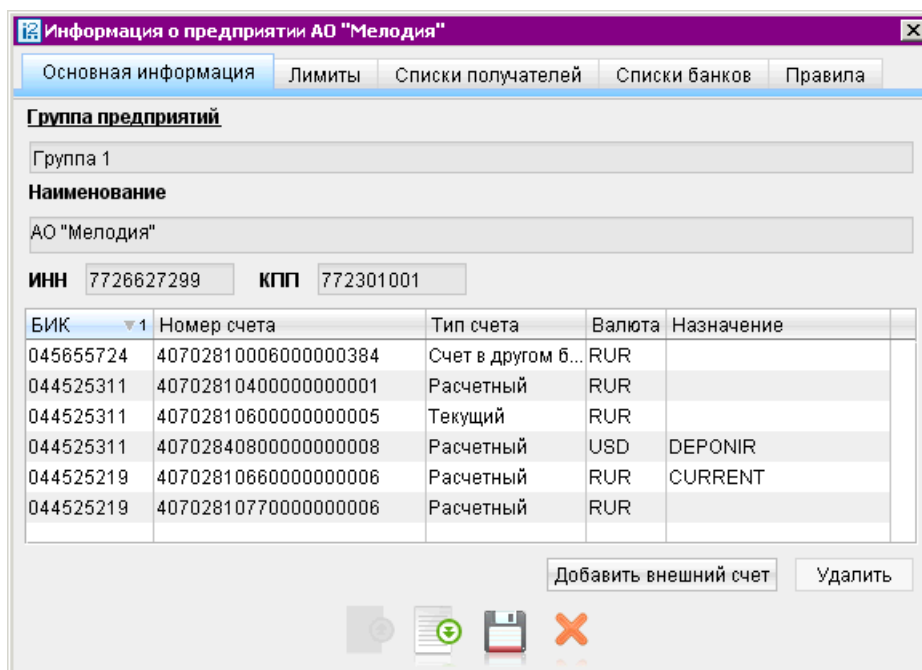 Информация о предприятии АО "Мелодия"
Основная информация Лимиты Списки получателей Списки банков Правила
Группа предприятий
Группа 1
Наименование
АО "Мелодия"
ИНН 7726627299 КПП 772301001
БИК 1 Номер счета Тип счета Валюта Назначение
045655724 40702810006000000384 Счет в другом б... RUR
044525311 40702810400000000001 Расчетный RUR
044525311 40702810600000000005 Текущий RUR
044525311 40702840800000000008 Расчетный USD DEPONIR
044525219 40702810660000000006 Расчетный RUR CURRENT
044525219 40702810770000000006 Расчетный RUR
Добавить внешний счет Удалить